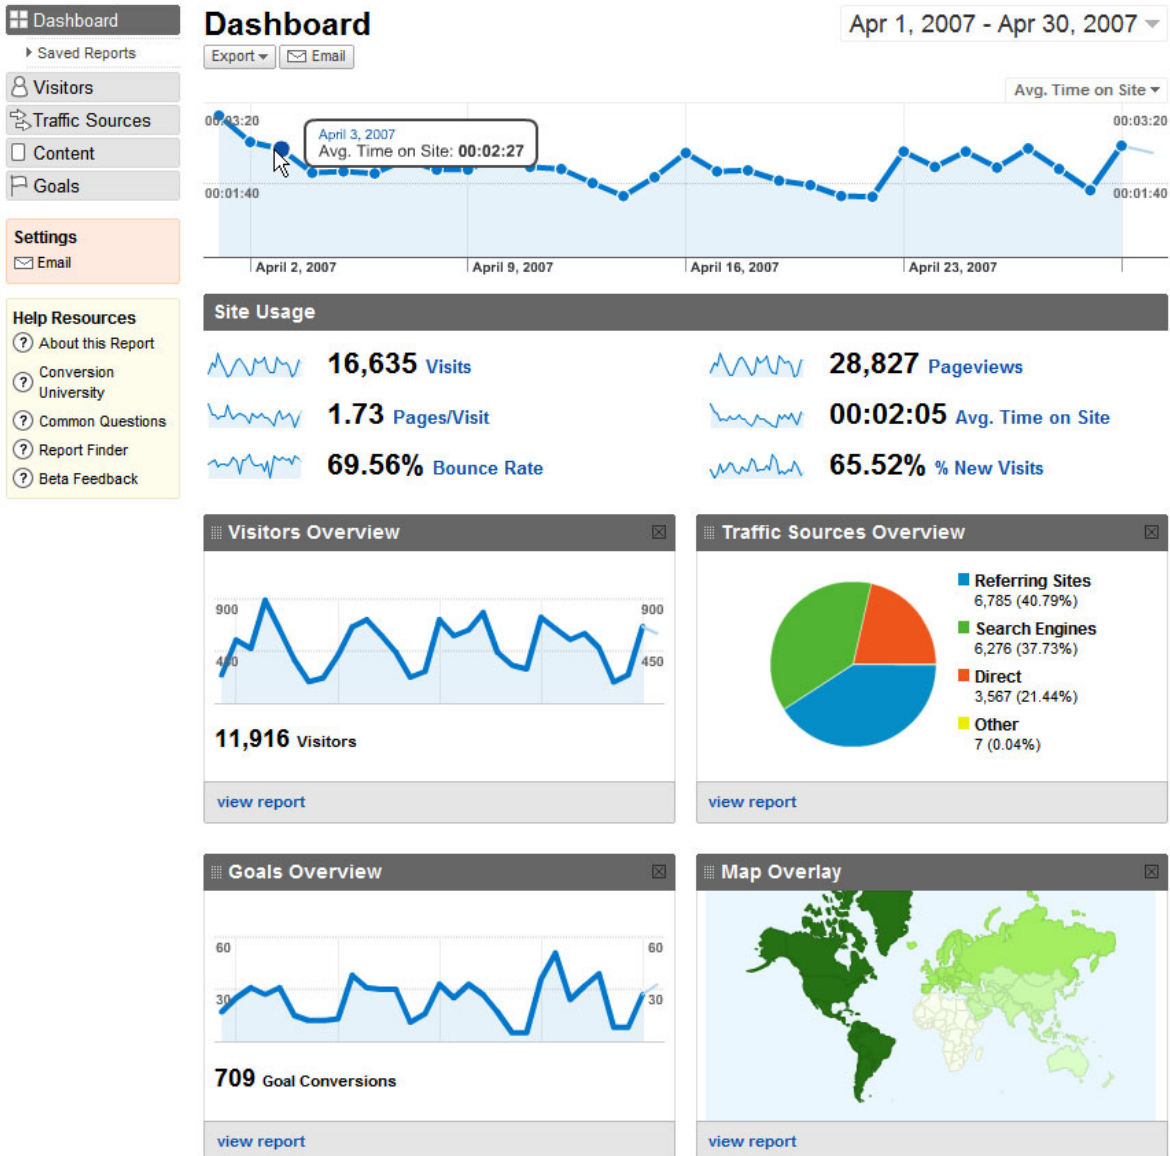 Dashboard
Saved Reports
Visitors
Traffic Sources
Content
Goals
Settings
Email
Help Resources
About this Report
Conversion
University
Common Questions
Report Finder
Beta Feedback
Dashboard
Apr 1, 2007 - Apr 30, 2007
Export
Email
Avg. Time on Site
00:03:20
00:03:20
April 3, 2007
Avg. Time on Site: 00:02:27
00:01:40
00:01:40
April 2, 2007
April 9, 2007
April 16, 2007
April 23, 2007
Site Usage
16,635 Visits
28,827 Pageviews
1.73 Pages/Visit
00:02:05 Avg. Time on Site
69.56% Bounce Rate
65.52% % New Visits
Visitors Overview
900
900
450
450
11,916 Visitors
view report
Traffic Sources Overview
Referring Sites
6,785 (40.79%)
Search Engines
6,276 (37.73%)
Direct
3,567 (21.44%)
Other
7 (0.04%)
view report
Goals Overview
60
60
30
30
709 Goal Conversions
view report
Map Overlay
view report